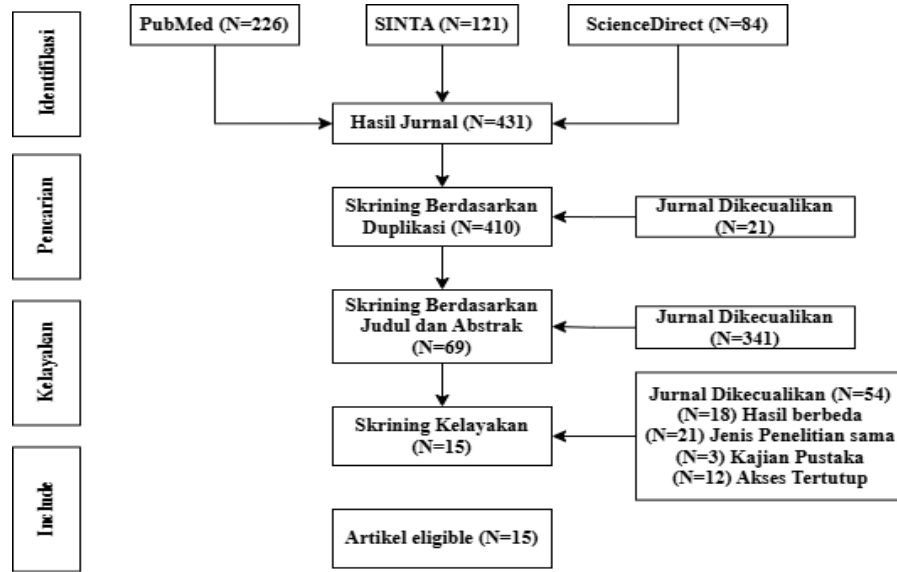 Identifikasi
PubMed (N=226)
SINTA (N=121)
ScienceDirect (N=84)
Hasil Jurnal (N=431)
Pencarian
Skrining Berdasarkan
Duplikasi (N=410)
Jurnal Dikecualikan
(N=21)
Kelayakan
Skrining Berdasarkan
Judul dan Abstrak
(N=69)
Jurnal Dikecualikan
(N=341)
Skrining Kelayakan
(N=15)
Jurnal Dikecualikan (N=54)
(N=18) Hasil berbeda
(N=21) Jenis Penelitian sama
(N=3) Kajian Pustaka
(N=12) Akses Tertutup
Include
Artikel eligible (N=15)